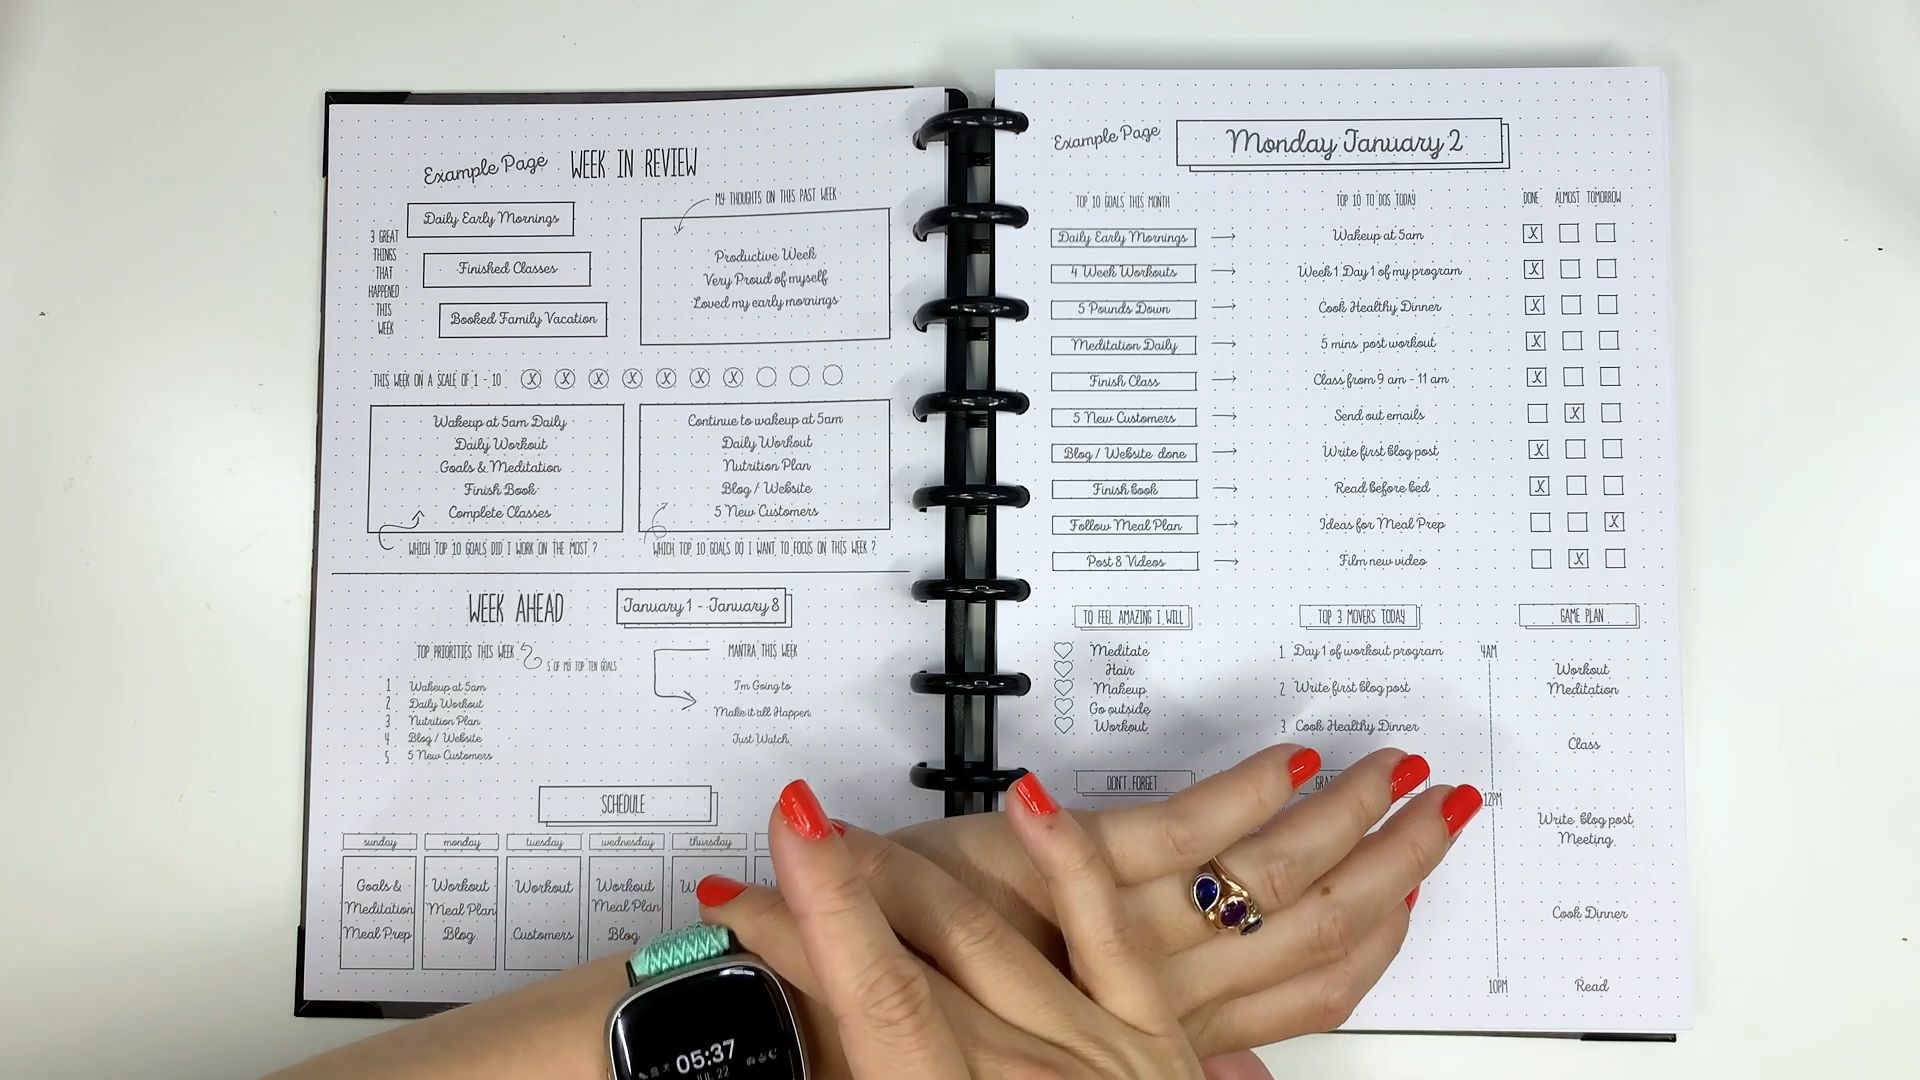 Example Page WEEK IN REVIEW
MY THOUGHTS ON THIS PAST WEEK
3 GREAT
THINGS
THAT
HAPPENED
THIS
WEEK
Daily Early Mornings
Finished Classes
Booked Family Vacation
Productive Week
Very Proud of myself
Loved my early mornings
THIS WEEK ON A SCALE OF 1 - 10 X X X X X X X
Wakeup at 5am Daily
Daily Workout
Goals & Meditation
Finish Book
Complete Classes
WHICH TOP 10 GOALS DID I WORK ON THE MOST ?
Continue to wakeup at 5am
Daily Workout
Nutrition Plan
Blog / Website
5 New Customers
WHICH TOP 10 GOALS DO I WANT TO FOCUS ON THIS WEEK ?
WEEK AHEAD January 1 - January 8
TOP PRIORITIES THIS WEEK
5 OF MY TOP TEN GOALS
1 Wakeup at 5am
2 Daily Workout
3 Nutrition Plan
4 Blog / Website
5 5 New Customers
MANTRA THIS WEEK
I'm Going to
Make it all Happen
Just Watch
SCHEDULE
sunday monday tuesday wednesday thursday
Goals &
Meditation
Meal Prep
Workout
Meal Plan
Blog
Workout
Customers
Workout
Meal Plan
Blog
Example Page Monday January 2
TOP 10 GOALS THIS MONTH TOP 10 TO DOS TODAY DONE ALMOST TOMORROW
Daily Early Mornings Wakeup at 5am X
4 Week Workouts Week 1 Day 1 of my program X
5 Pounds Down Cook Healthy Dinner X
Meditation Daily 5 mins post workout X
Finish Class Class from 9 am - 11 am X
5 New Customers Send out emails X
Blog / Website done Write first blog post X
Finish book Read before bed X
Follow Meal Plan Ideas for Meal Prep X
Post 8 Videos Film new video X
TO FEEL AMAZING I WILL
Meditate
Hair
Makeup
Go outside
Workout
TOP 3 MOVERS TODAY
1 Day 1 of workout program
2 Write first blog post
3 Cook Healthy Dinner
DON'T FORGET
GAME PLAN
4AM
Workout
Meditation
Class
12PM
Write blog post
Meeting
Cook Dinner
10PM Read
05:37